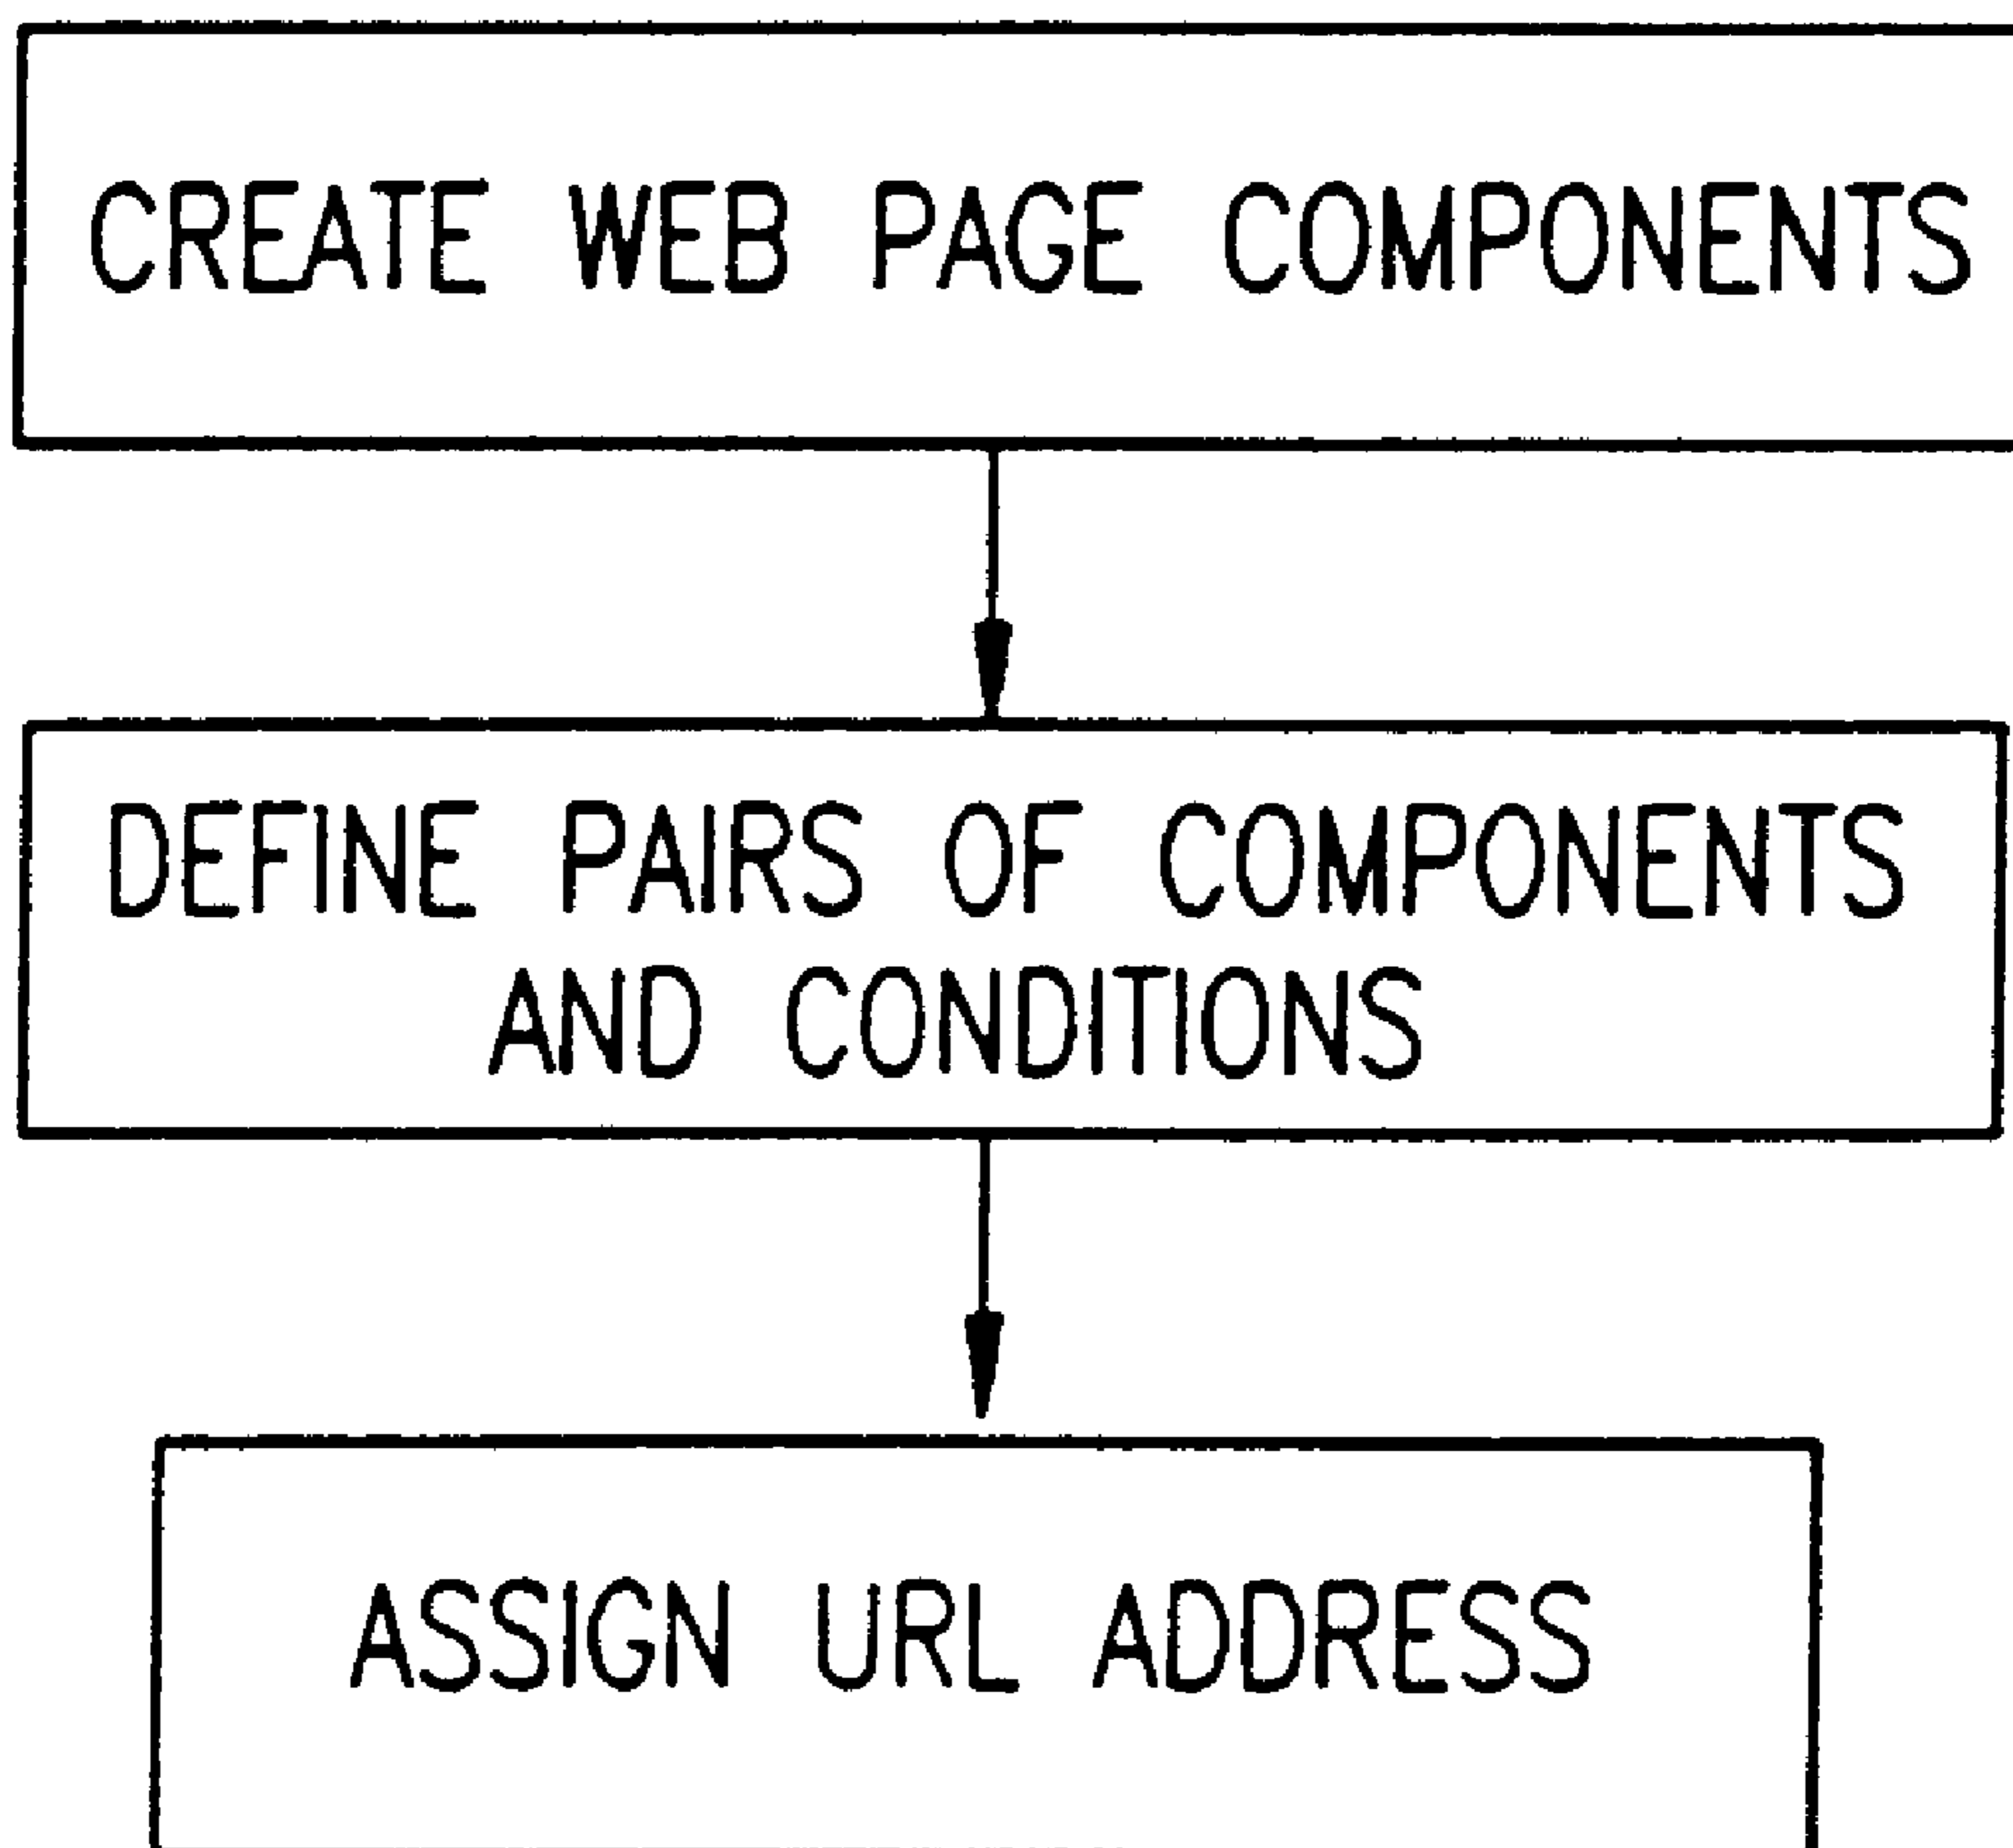 CREATE WEB PAGE COMPONENTS
DEFINE PAIRS OF COMPONENTS
AND CONDITIONS
ASSIGN URL ADDRESS